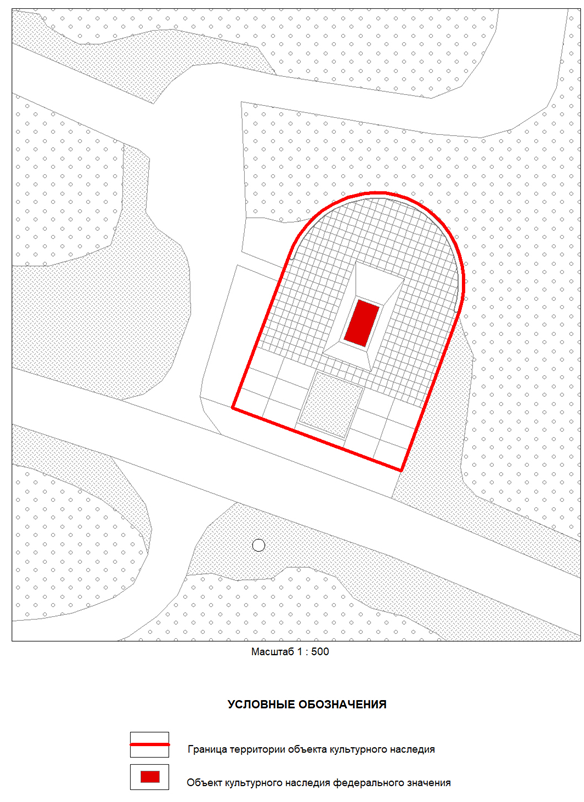 Масштаб 1 : 500
УСЛОВНЫЕ ОБОЗНАЧЕНИЯ
Граница территории объекта культурного наследия
Объект культурного наследия федерального значения